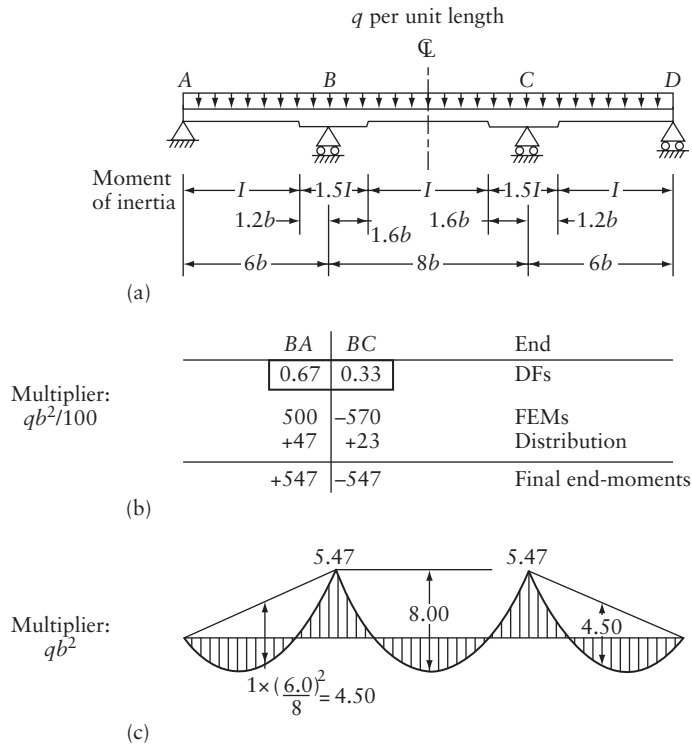 q per unit length
℄
A B C D
Moment of inertia
I 1.5I I 1.5I I
1.2b 1.6b 1.6b 1.2b
6b 8b 6b
(a)
BA BC End
0.67 0.33 DFs
Multiplier:
qb²/100
500 –570 FEMs
+47 +23 Distribution
+547 –547 Final end-moments
(b)
5.47 5.47
8.00
4.50
Multiplier:
qb²
1×(6.0/8)² = 4.50
(c)